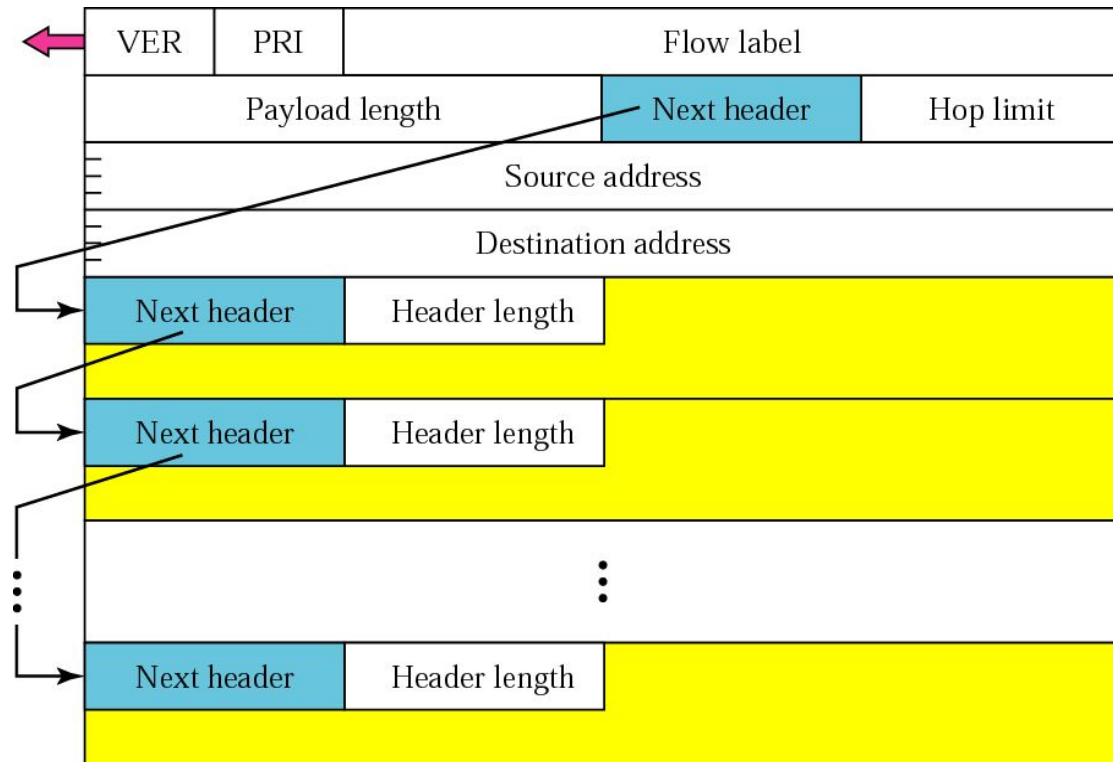 VER PRI Flow label
Payload length Next header Hop limit
Source address
Destination address
Next header Header length
Next header Header length
Next header Header length